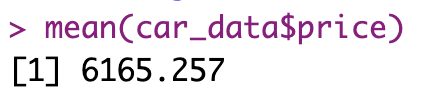 > mean(car_data$price)
[1] 6165.257